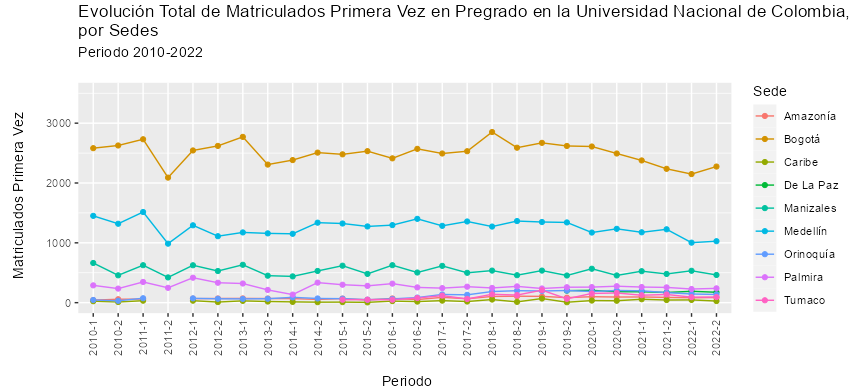 Evolución Total de Matriculados Primera Vez en Pregrado en la Universidad Nacional de Colombia,
por Sedes
Periodo 2010-2022
Matriculados Primera Vez
3000
2000
1000
0
2010-1
2010-2
2011-1
2011-2
2012-1
2012-2
2013-1
2013-2
2014-1
2014-2
2015-1
2015-2
2016-1
2016-2
2017-1
2017-2
2018-1
2018-2
2019-1
2019-2
2020-1
2020-2
2021-1
2021-2
2022-1
2022-2
Periodo
Sede
Amazonía
Bogotá
Caribe
De La Paz
Manizales
Medellín
Orinoquía
Palmira
Tumaco